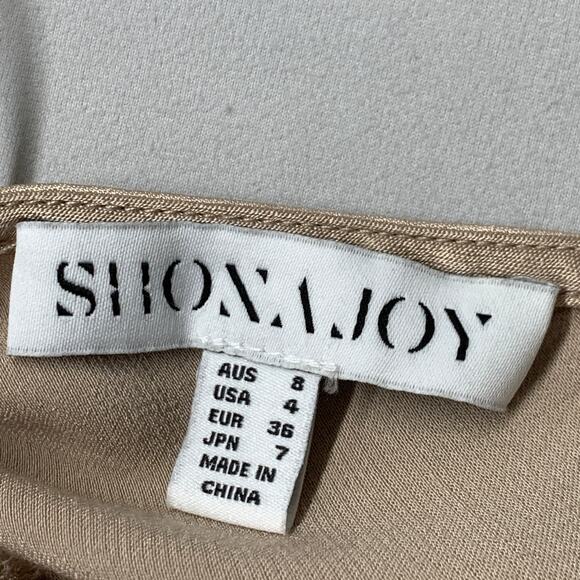 SHONAJOY
AUS 8
USA 4
EUR 36
JPN 7
MADE IN
CHINA